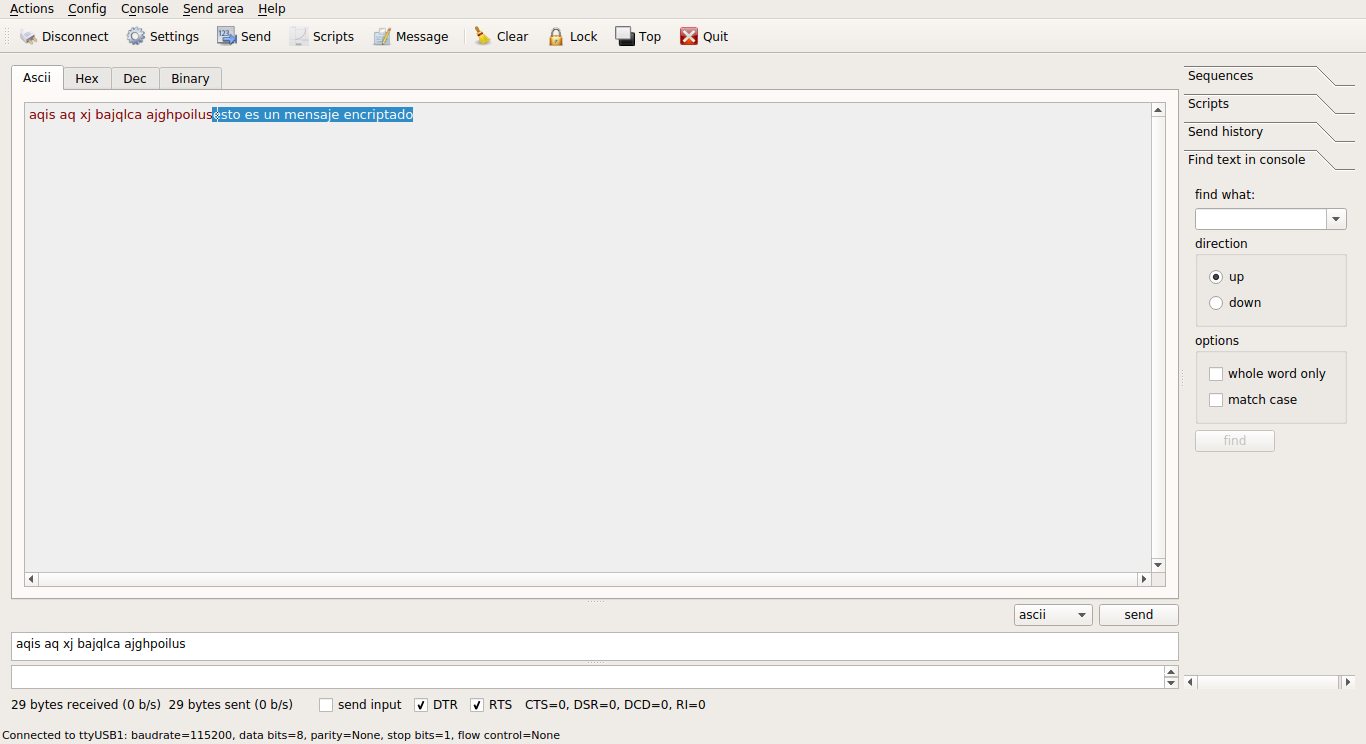 Actions Config Console Send area Help
Disconnect Settings Send Scripts Message Clear Lock Top Quit
Ascii Hex Dec Binary
aqis aq xj bajqlca ajghpoilusesto es un mensaje encriptado
Sequences
Scripts
Send history
Find text in console
find what:
direction
up
down
options
whole word only
match case
find
ascii send
aqis aq xj bajqlca ajghpoilus
29 bytes received (0 b/s) 29 bytes sent (0 b/s) send input DTR RTS CTS=0, DSR=0, DCD=0, RI=0
Connected to ttyUSB1: baudrate=115200, data bits=8, parity=None, stop bits=1, flow control=None